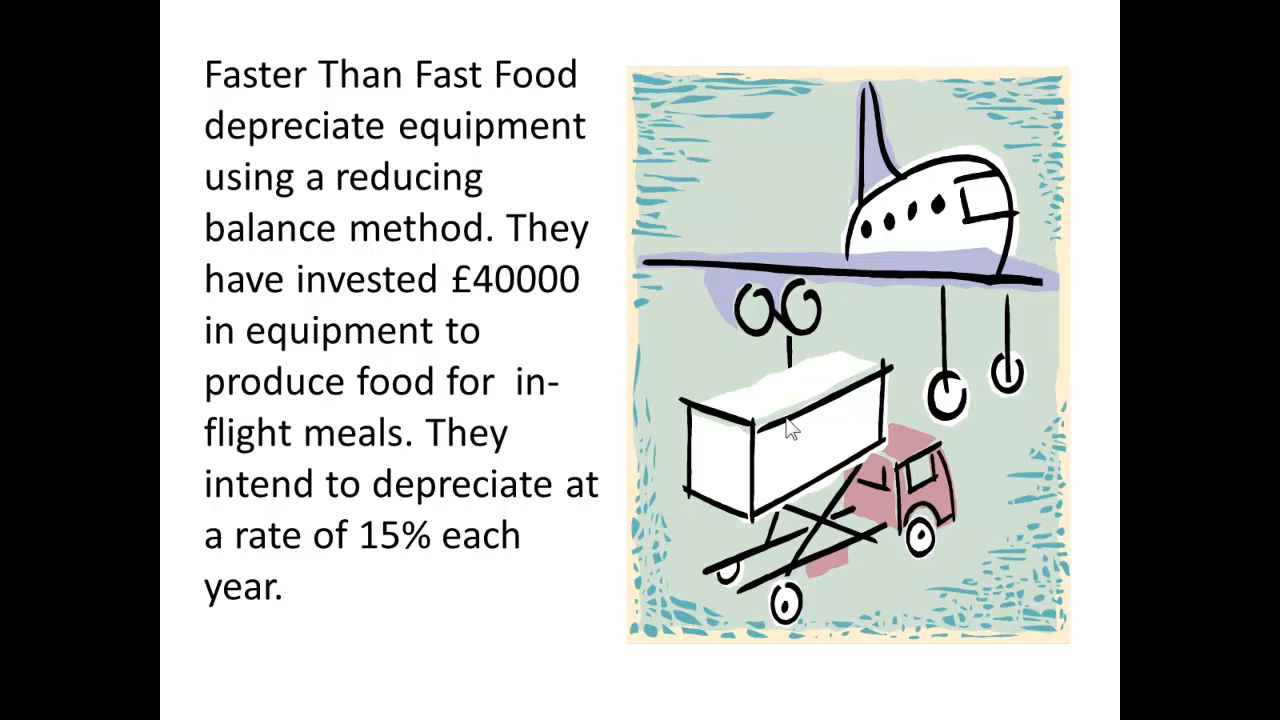 Faster Than Fast Food
depreciate equipment
using a reducing
balance method. They
have invested £40000
in equipment to
produce food for  in-
flight meals. They
intend to depreciate at
a rate of 15% each
year.